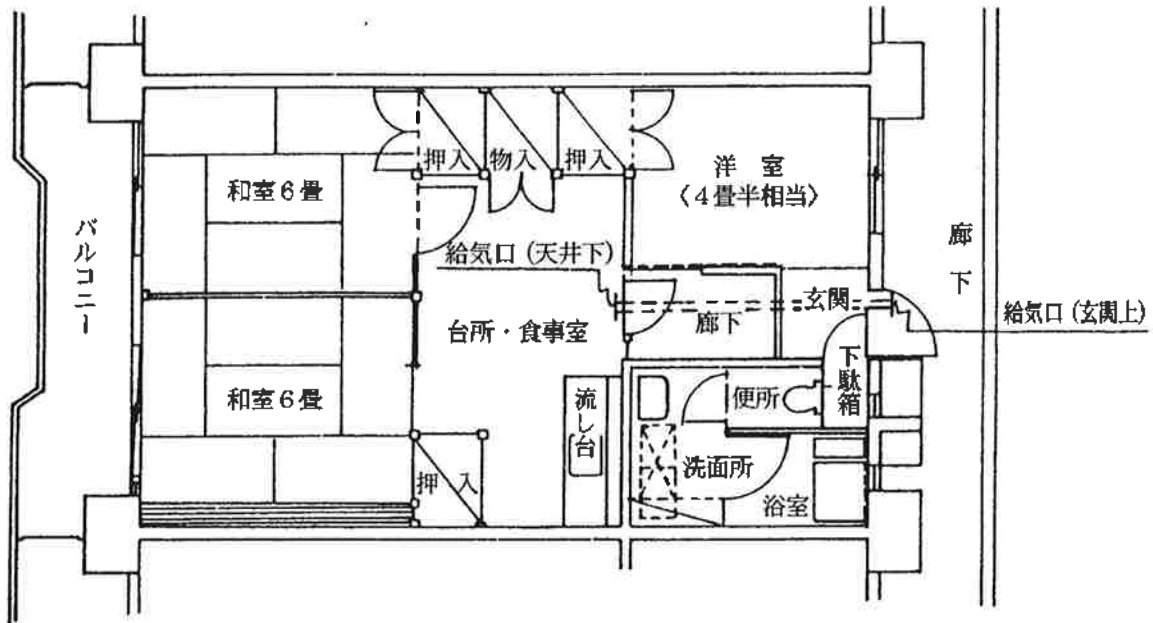 押入
物入
押入
洋 室
〈4畳半相当〉
和室6畳
バルコニー
給気口(天井下)
廊下
玄関
給気口(玄関上)
台所・食事室
廊下
下駄箱
和室6畳
流し台
便所
洗面所
押 入
浴室